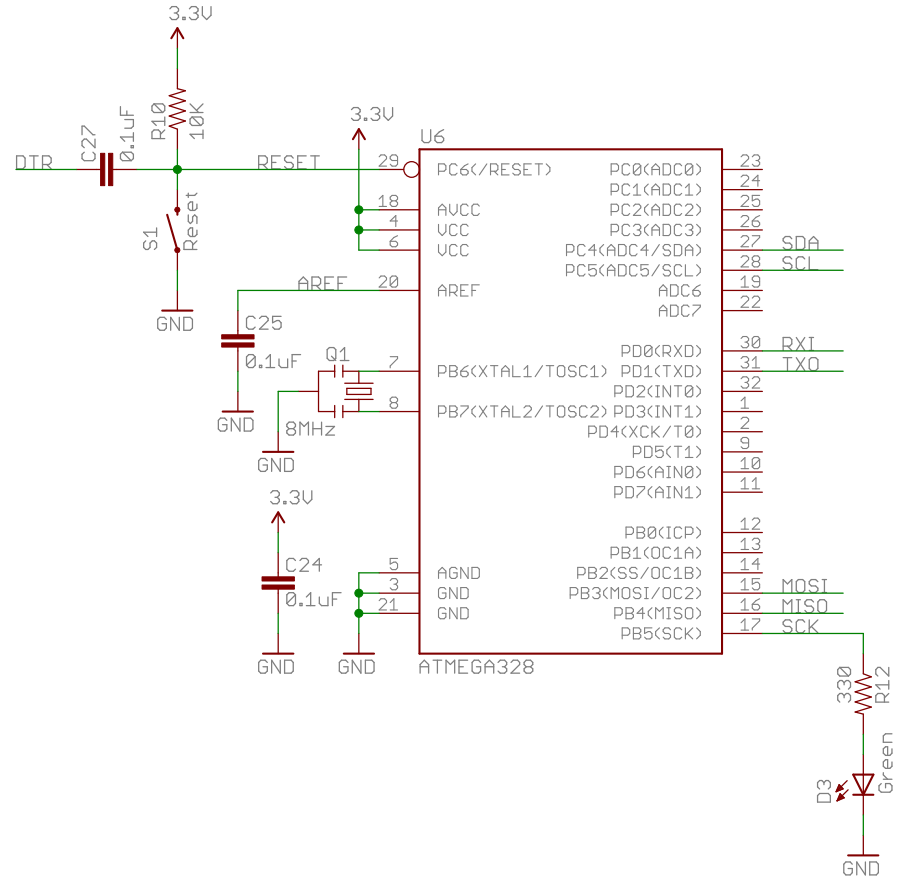 3.3V
R10
10K
C27
0.1uF
DTR
RESET
S1
Reset
GND
3.3V
U6
29 PC6(/RESET)
18 AVCC
4 VCC
6 VCC
AREF 20 AREF
C25
0.1uF
GND
Q1
7 PB6(XTAL1/TOSC1)
8 PB7(XTAL2/TOSC2)
8MHz
GND
3.3V
C24
0.1uF
GND
5 AGND
3 GND
21 GND
GND
PC0(ADC0) 23
PC1(ADC1) 24
PC2(ADC2) 25
PC3(ADC3) 26
PC4(ADC4/SDA) 27 SDA
PC5(ADC5/SCL) 28 SCL
ADC6 19
ADC7 22
PD0(RXD) 30 RXI
PD1(TXD) 31 TXO
PD2(INT0) 32
PD3(INT1) 1
PD4(XCK/T0) 2
PD5(T1) 9
PD6(AIN0) 10
PD7(AIN1) 11
PB0(ICP) 12
PB1(OC1A) 13
PB2(SS/OC1B) 14
PB3(MOSI/OC2) 15 MOSI
PB4(MISO) 16 MISO
PB5(SCK) 17 SCK
ATMEGA328
330
R12
D3
Green
GND